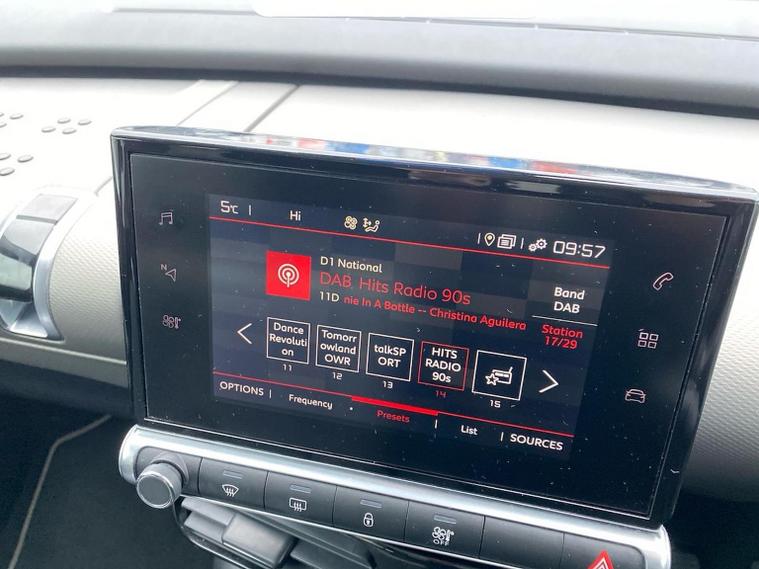 5°C | Hi
09:57
D1 National
DAB Hits Radio 90s
11D nie In A Bottle -- Christina Aguilera
Band
DAB
Station
17/29
Dance
Revoluti
on
11
Tomorr
owland
OWR
12
talkSP
ORT
13
HITS
RADIO
90s
14
15
OPTIONS | Frequency
Presets
| List | SOURCES
N
OFF